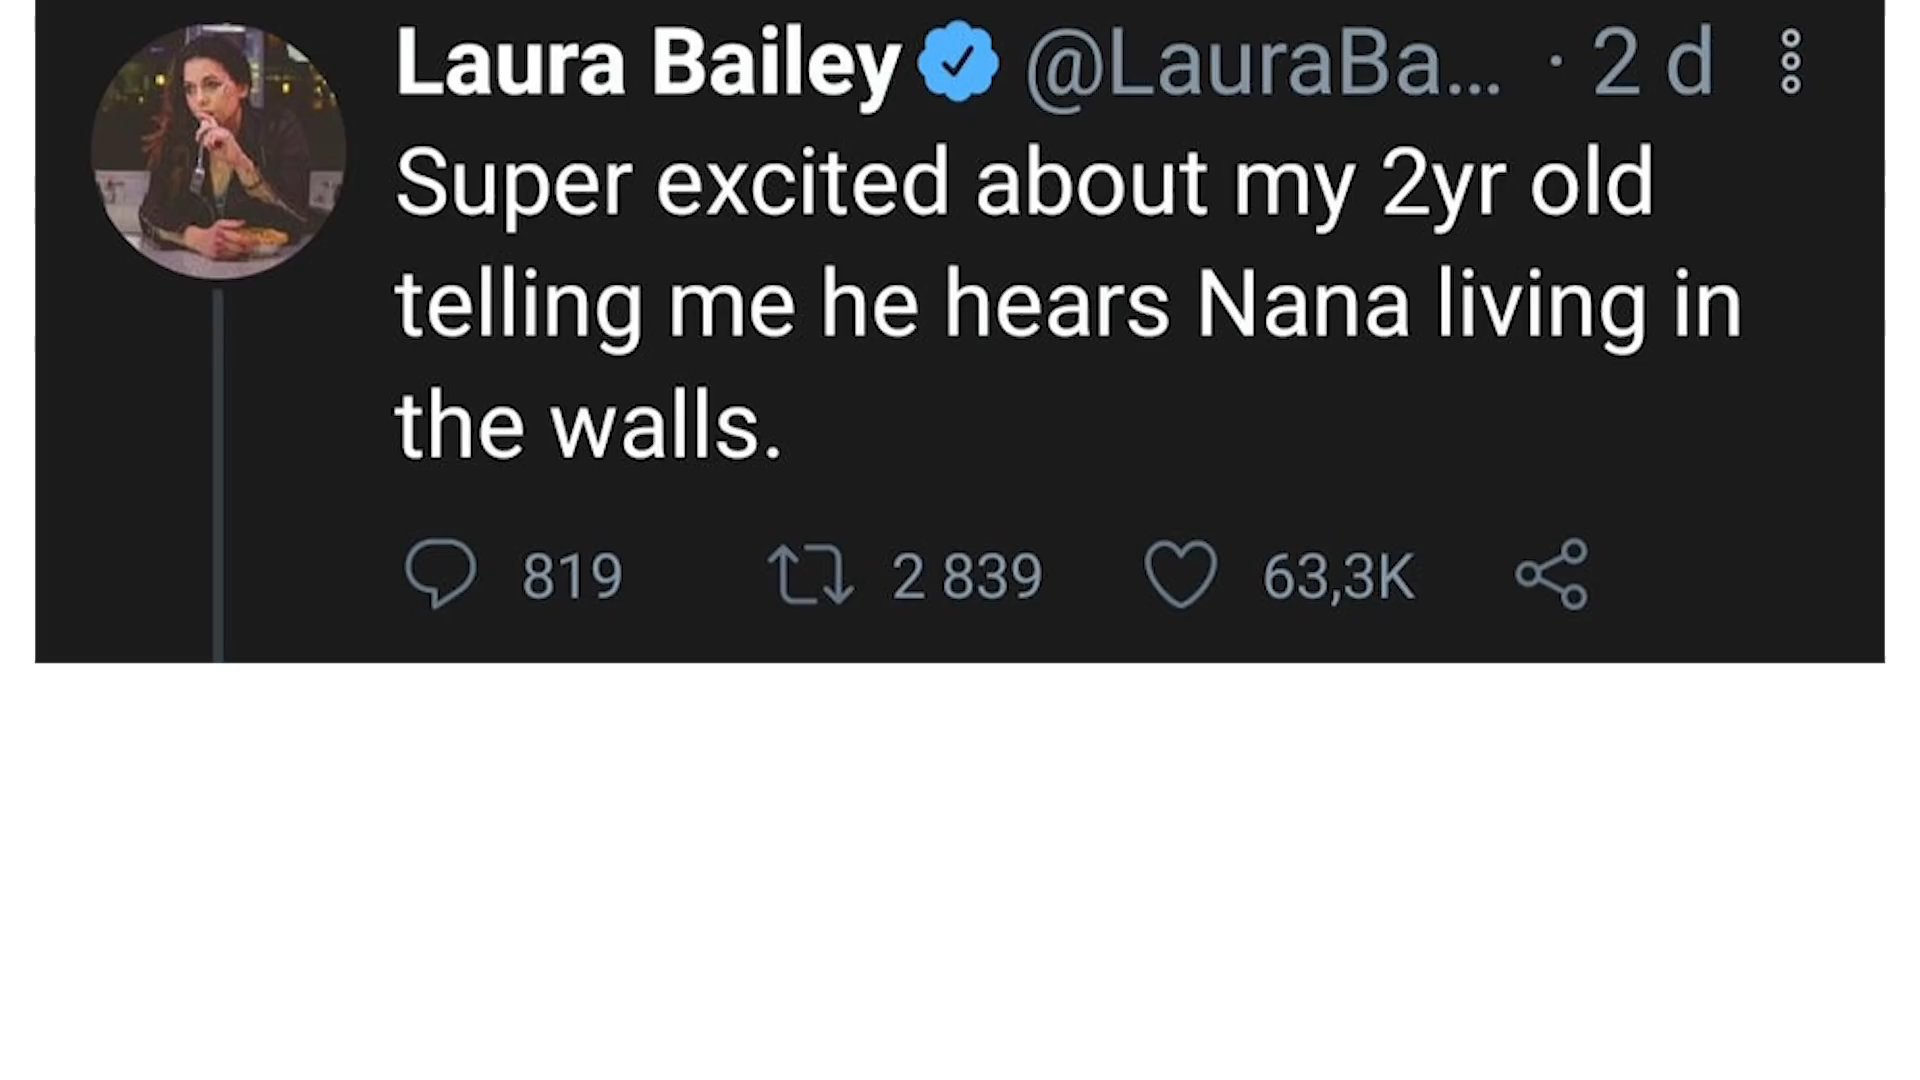 Laura Bailey @LauraBa... · 2 d
Super excited about my 2yr old
telling me he hears Nana living in
the walls.
819 2 839 63,3K